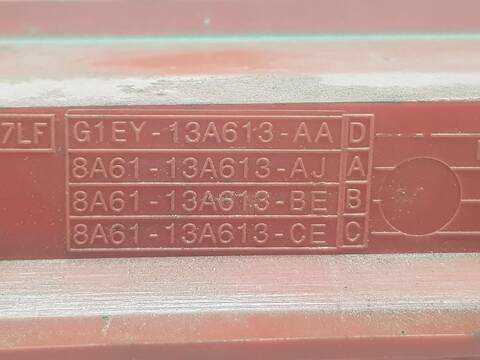 7LF G1EY-13A613-AA D
8A61-13A613-AJ A
8A61-13A613-BE B
8A61-13A613-CE C